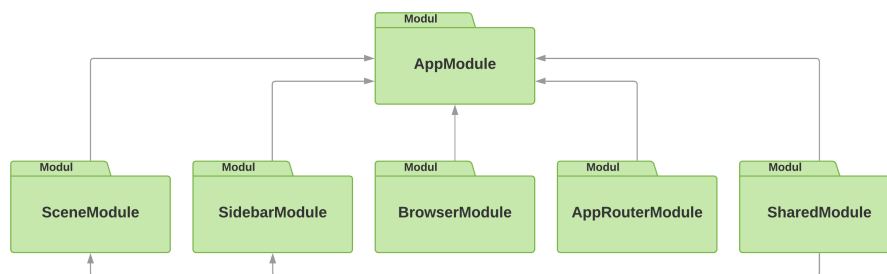 Modul
AppModule
Modul
SceneModule
Modul
SidebarModule
Modul
BrowserModule
Modul
AppRouterModule
Modul
SharedModule